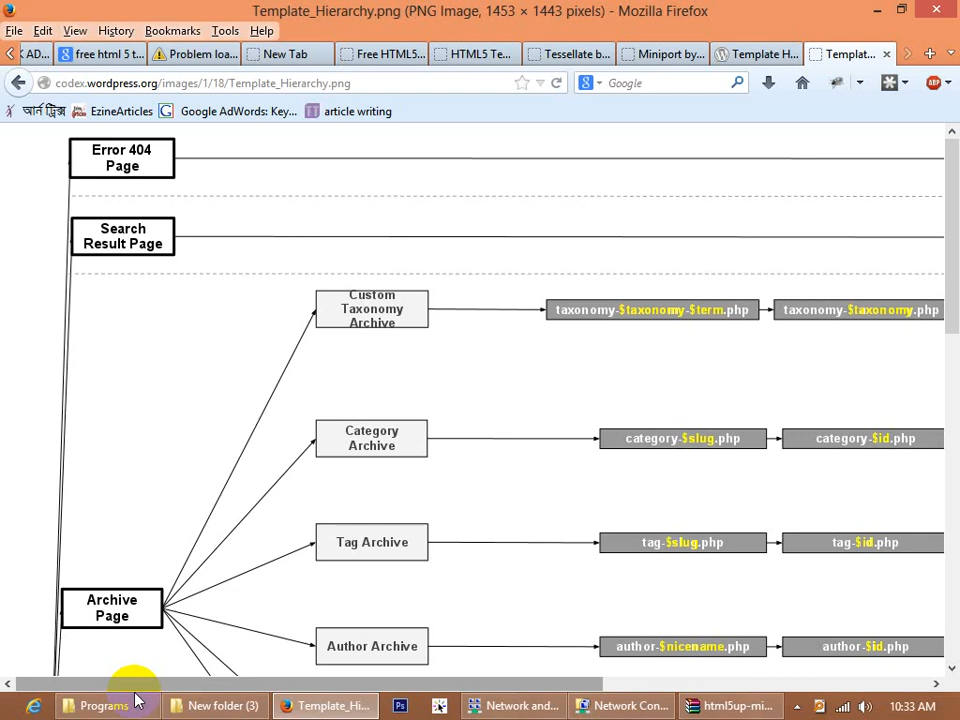 Template_Hierarchy.png (PNG Image, 1453 × 1443 pixels) - Mozilla Firefox
File Edit View History Bookmarks Tools Help
AD... free html 5 t... Problem loa... New Tab Free HTML5... HTML5 Te... Tessellate b... Miniport by... Template H... Templat...
codex.wordpress.org/images/1/18/Template_Hierarchy.png Google
আর্ন ট্রিক্স EzineArticles Google AdWords: Key... article writing
Error 404
Page
Search
Result Page
Custom
Taxonomy
Archive
taxonomy-$taxonomy-$term.php taxonomy-$taxonomy.php
Category
Archive
category-$slug.php category-$id.php
Tag Archive tag-$slug.php tag-$id.php
Archive
Page
Author Archive author-$nicename.php author-$id.php
Programs New folder (3) Template_Hi... Ps Network and... Network Con... html5up-mi... 10:33 AM